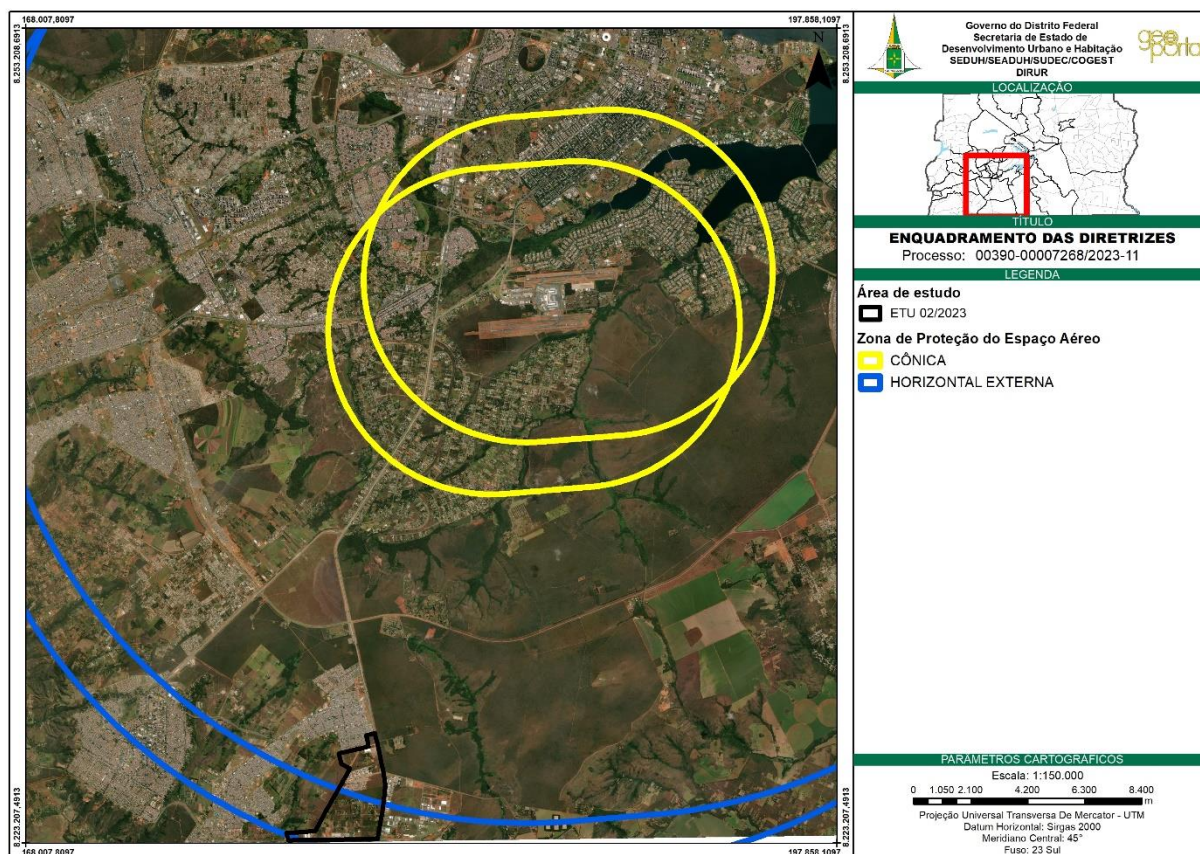 168.007,8097
197.858,1097
8.253.208,6913
8.253.208,6913
N
8.223.207,4913
8.223.207,4913
168.007,8097
197.858,1097
Governo do Distrito Federal
Secretaria de Estado de
Desenvolvimento Urbano e Habitação
SEDUH/SEADUH/SUDEC/COGEST
DIRUR
geo
portal
LOCALIZAÇÃO
TÍTULO
ENQUADRAMENTO DAS DIRETRIZES
Processo: 00390-00007268/2023-11
LEGENDA
Área de estudo
ETU 02/2023
Zona de Proteção do Espaço Aéreo
CÔNICA
HORIZONTAL EXTERNA
PARÂMETROS CARTOGRÁFICOS
Escala: 1:150.000
0 1.050 2.100 4.200 6.300 8.400
m
Projeção Universal Transversa De Mercator - UTM
Datum Horizontal: Sirgas 2000
Meridiano Central: 45°
Fuso: 23 Sul